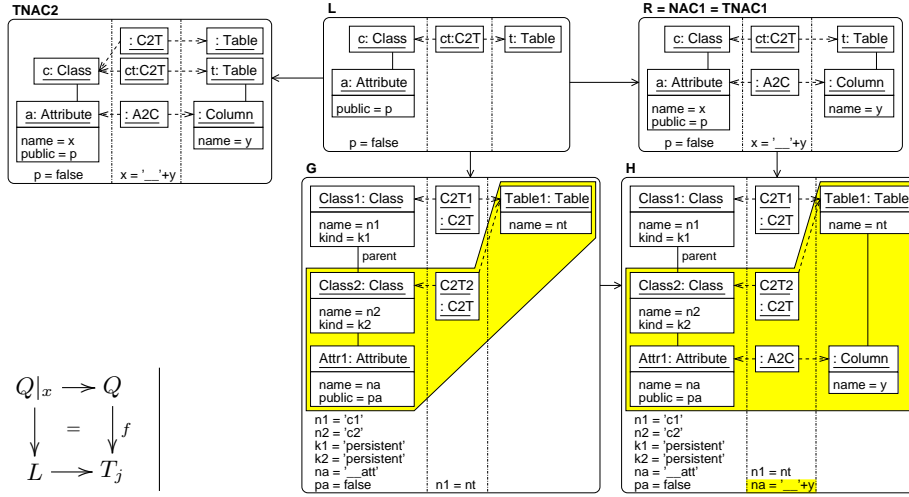 TNAC2
: C2T
: Table
c: Class
ct:C2T
t: Table
a: Attribute
: A2C
: Column
name = x
public = p
name = y
p = false
x = '__'+y
L
c: Class
ct:C2T
t: Table
a: Attribute
public = p
p = false
R = NAC1 = TNAC1
c: Class
ct:C2T
t: Table
a: Attribute
: A2C
: Column
name = x
public = p
name = y
p = false
x = '__'+y
G
Class1: Class
C2T1
: C2T
Table1: Table
name = n1
kind = k1
name = nt
parent
Class2: Class
C2T2
: C2T
name = n2
kind = k2
Attr1: Attribute
name = na
public = pa
n1 = 'c1'
n2 = 'c2'
k1 = 'persistent'
k2 = 'persistent'
na = '__att'
pa = false
n1 = nt
H
Class1: Class
C2T1
: C2T
Table1: Table
name = n1
kind = k1
name = nt
parent
Class2: Class
C2T2
: C2T
name = n2
kind = k2
Attr1: Attribute
: A2C
: Column
name = na
public = pa
name = y
n1 = 'c1'
n2 = 'c2'
k1 = 'persistent'
k2 = 'persistent'
na = '__att'
pa = false
n1 = nt
na = '__'+y
Q|x Q
= f
L Tj